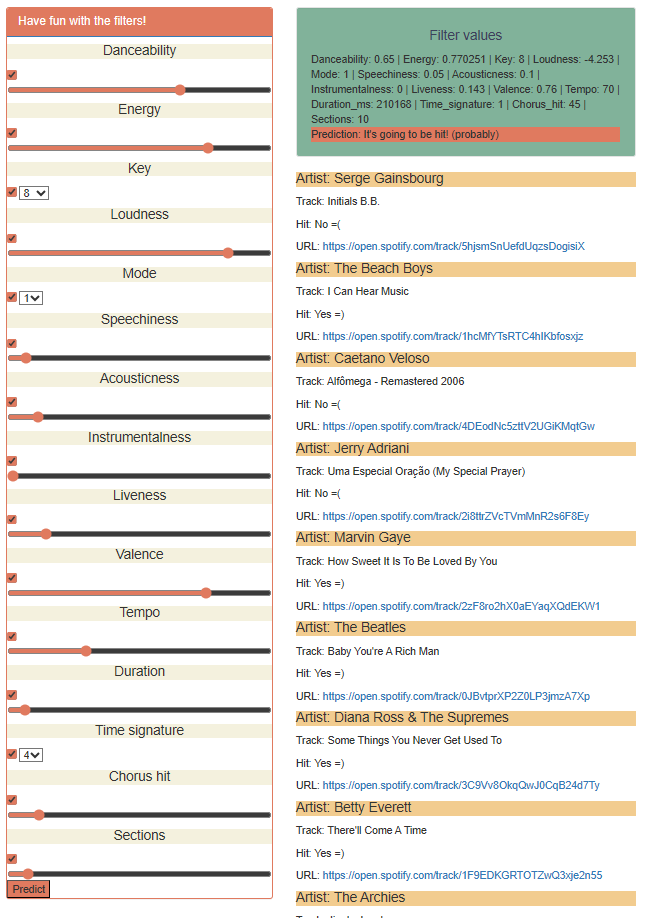 Have fun with the filters!
Danceability
Energy
Key
8
Loudness
Mode
1
Speechiness
Acousticness
Instrumentalness
Liveness
Valence
Tempo
Duration
Time signature
4
Chorus hit
Sections
Predict
Filter values
Danceability: 0.65 | Energy: 0.770251 | Key: 8 | Loudness: -4.253 |
Mode: 1 | Speechiness: 0.05 | Acousticness: 0.1 |
Instrumentalness: 0 | Liveness: 0.143 | Valence: 0.76 | Tempo: 70 |
Duration_ms: 210168 | Time_signature: 1 | Chorus_hit: 45 |
Sections: 10
Prediction: It's going to be hit! (probably)
Artist: Serge Gainsbourg
Track: Initials B.B.
Hit: No =(
URL: https://open.spotify.com/track/5hjsmSnUefdUqzsDogisiX
Artist: The Beach Boys
Track: I Can Hear Music
Hit: Yes =)
URL: https://open.spotify.com/track/1hcMfYTsRTC4hIKbfosxjz
Artist: Caetano Veloso
Track: Alfômega - Remastered 2006
Hit: No =(
URL: https://open.spotify.com/track/4DEodNc5zttV2UGiKMqtGw
Artist: Jerry Adriani
Track: Uma Especial Oração (My Special Prayer)
Hit: No =(
URL: https://open.spotify.com/track/2i8ttrZVcTVmMnR2s6F8Ey
Artist: Marvin Gaye
Track: How Sweet It Is To Be Loved By You
Hit: Yes =)
URL: https://open.spotify.com/track/2zF8ro2hX0aEYaqXQdEKW1
Artist: The Beatles
Track: Baby You're A Rich Man
Hit: Yes =)
URL: https://open.spotify.com/track/0JBvtprXP2Z0LP3jmzA7Xp
Artist: Diana Ross & The Supremes
Track: Some Things You Never Get Used To
Hit: Yes =)
URL: https://open.spotify.com/track/3C9Vv8OkqQwJ0CqB24d7Ty
Artist: Betty Everett
Track: There'll Come A Time
Hit: Yes =)
URL: https://open.spotify.com/track/1F9EDKGRTOTZwQ3xje2n55
Artist: The Archies